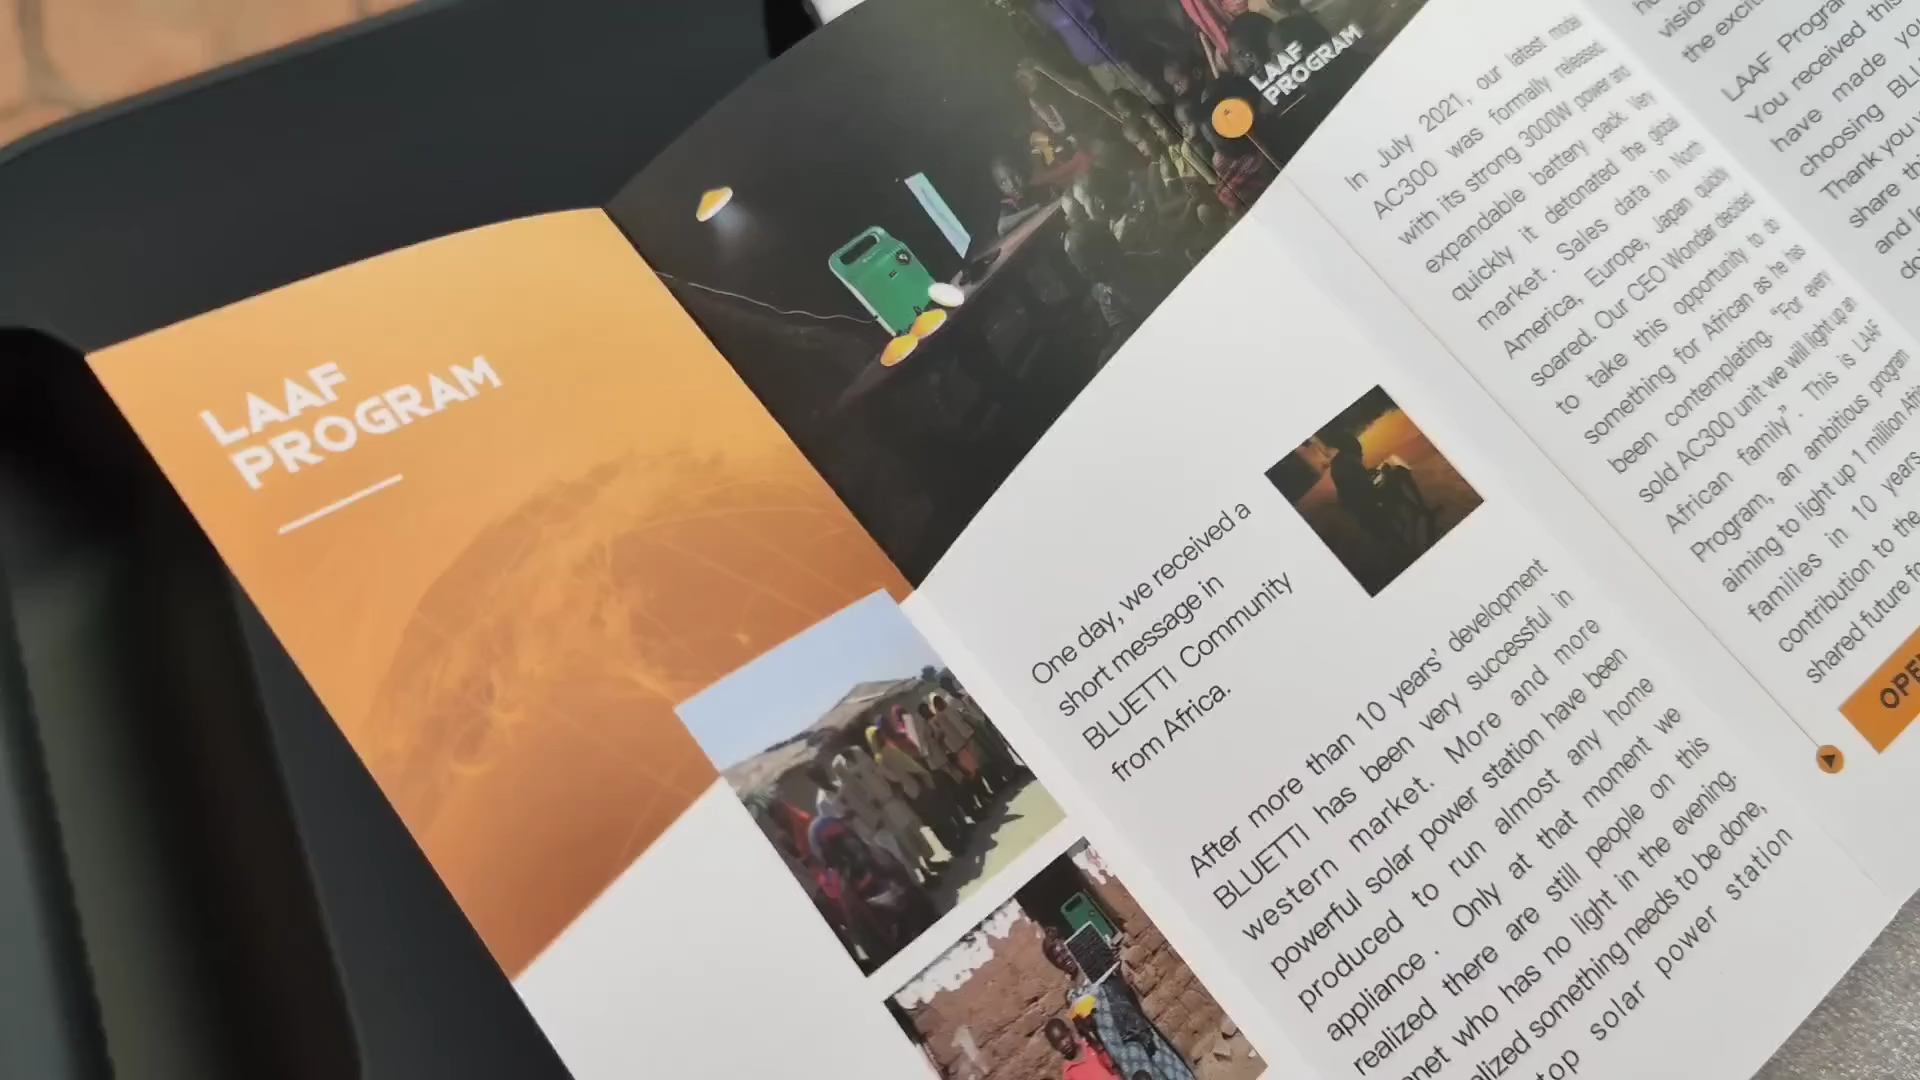 LAAF
PROGRAM
LAAF
PROGRAM
One day, we received a
short message in
BLUETTI Community
from Africa.
After more than 10 years' development
BLUETTI has been very successful in
western market. More and more
powerful solar power station have been
produced to run almost any home
appliance. Only at that moment we
realized there are still people on this
who has no light in the evening.
something needs to be done,
solar power station
In July 2021, our latest model
AC300 was formally released
with its strong 3000W power and
expandable battery pack. Very
quickly it detonated the global
market. Sales data in North
America, Europe, Japan quickly
soared. Our CEO Wondar decided
to take this opportunity to do
something for African as he has
been contemplating. "For even
sold AC300 unit we will light up an
African family". This is LAAF
Program, an ambitious program
aiming to light up 1 million
families in 10 years
contribution to the
shared future
the
LAAF
You received this
have made
choosing
Thank you
share
and